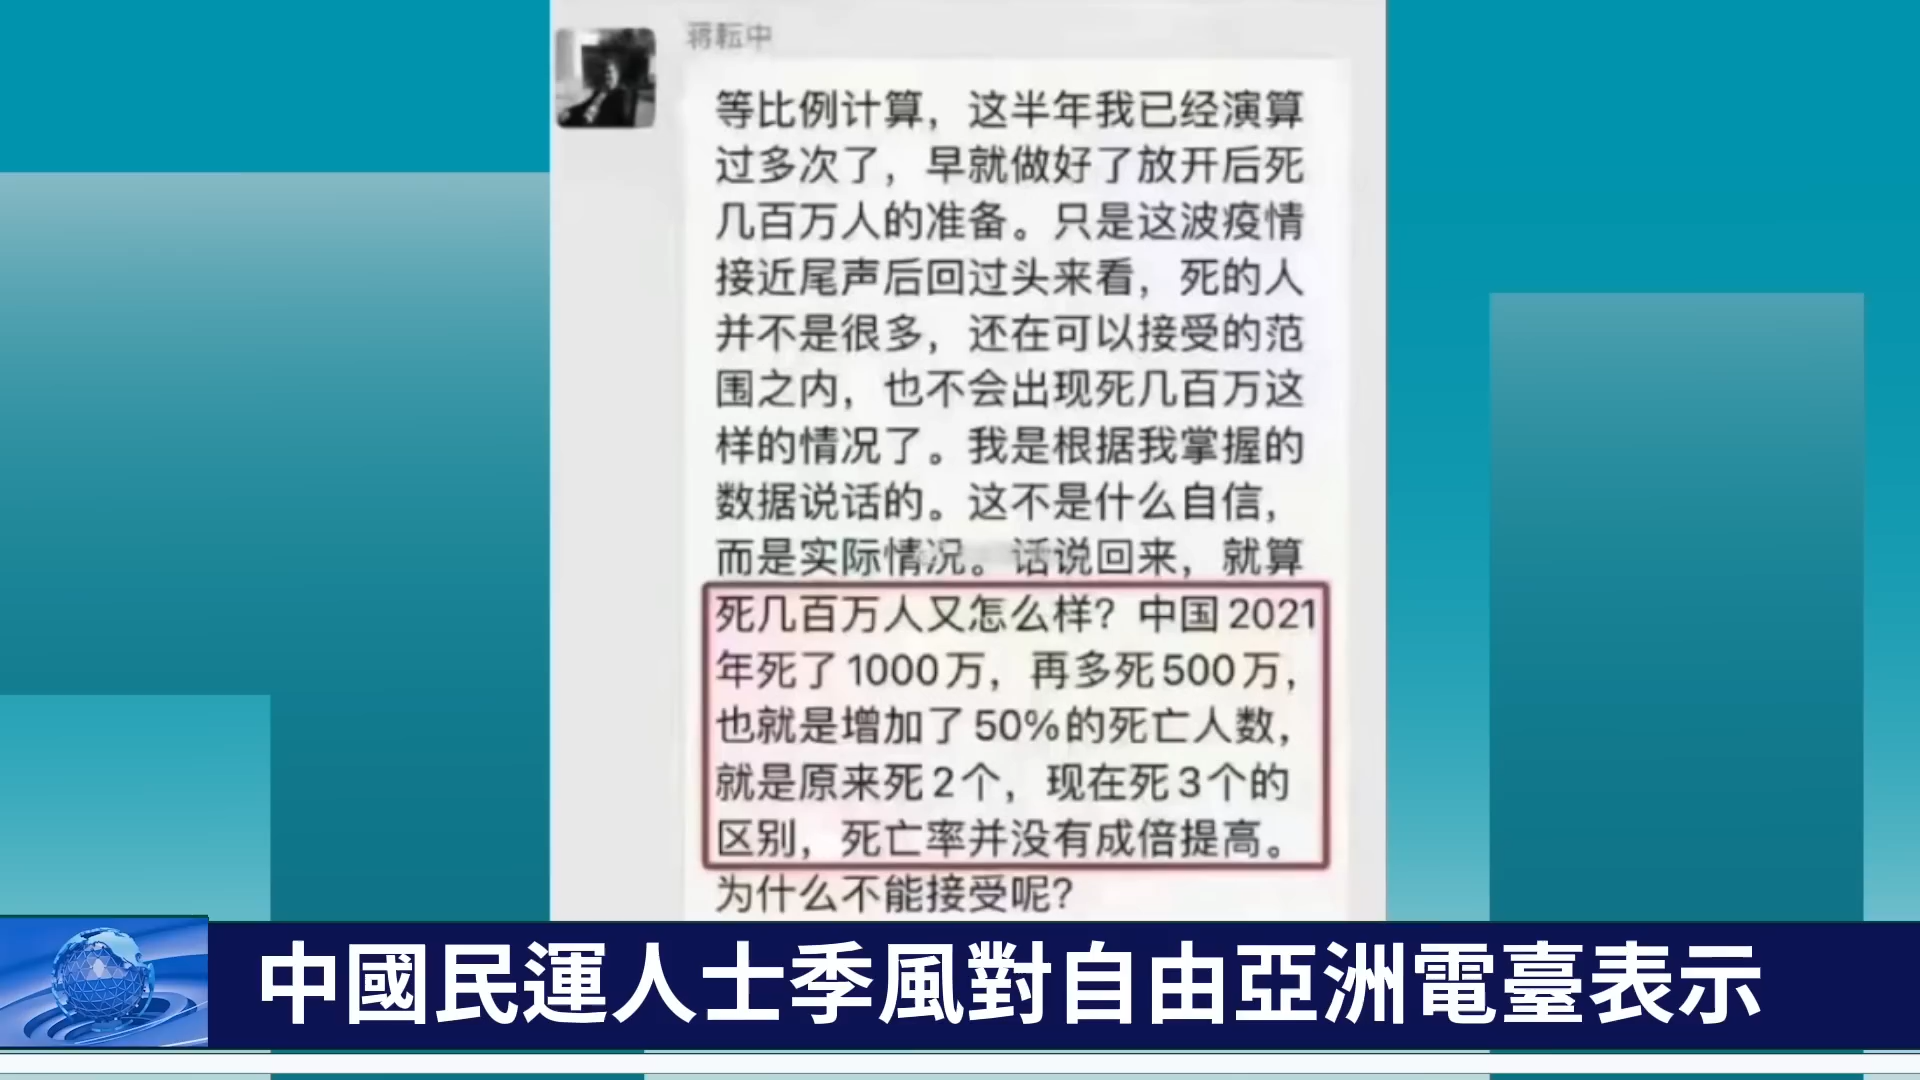 蒋耘中
等比例计算，这半年我已经演算
过多次了，早就做好了放开后死
几百万人的准备。只是这波疫情
接近尾声后回过头来看，死的人
并不是很多，还在可以接受的范
围之内，也不会出现死几百万这
样的情况了。我是根据我掌握的
数据说话的。这不是什么自信，
而是实际情况。话说回来，就算
死几百万人又怎么样？中国2021
年死了1000万，再多死500万，
也就是增加了50%的死亡人数，
就是原来死2个，现在死3个的
区别，死亡率并没有成倍提高。
为什么不能接受呢？
中國民運人士季風對自由亞洲電臺表示